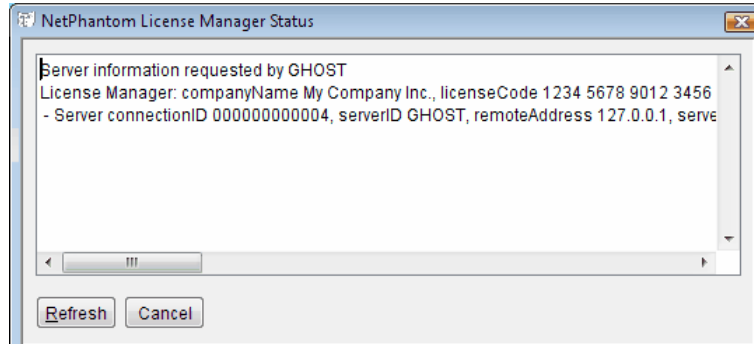 NetPhantom License Manager Status
Server information requested by GHOST
License Manager: companyName My Company Inc., licenseCode 1234 5678 9012 3456
- Server connectionID 000000000004, serverID GHOST, remoteAddress 127.0.0.1, serve
Refresh
Cancel